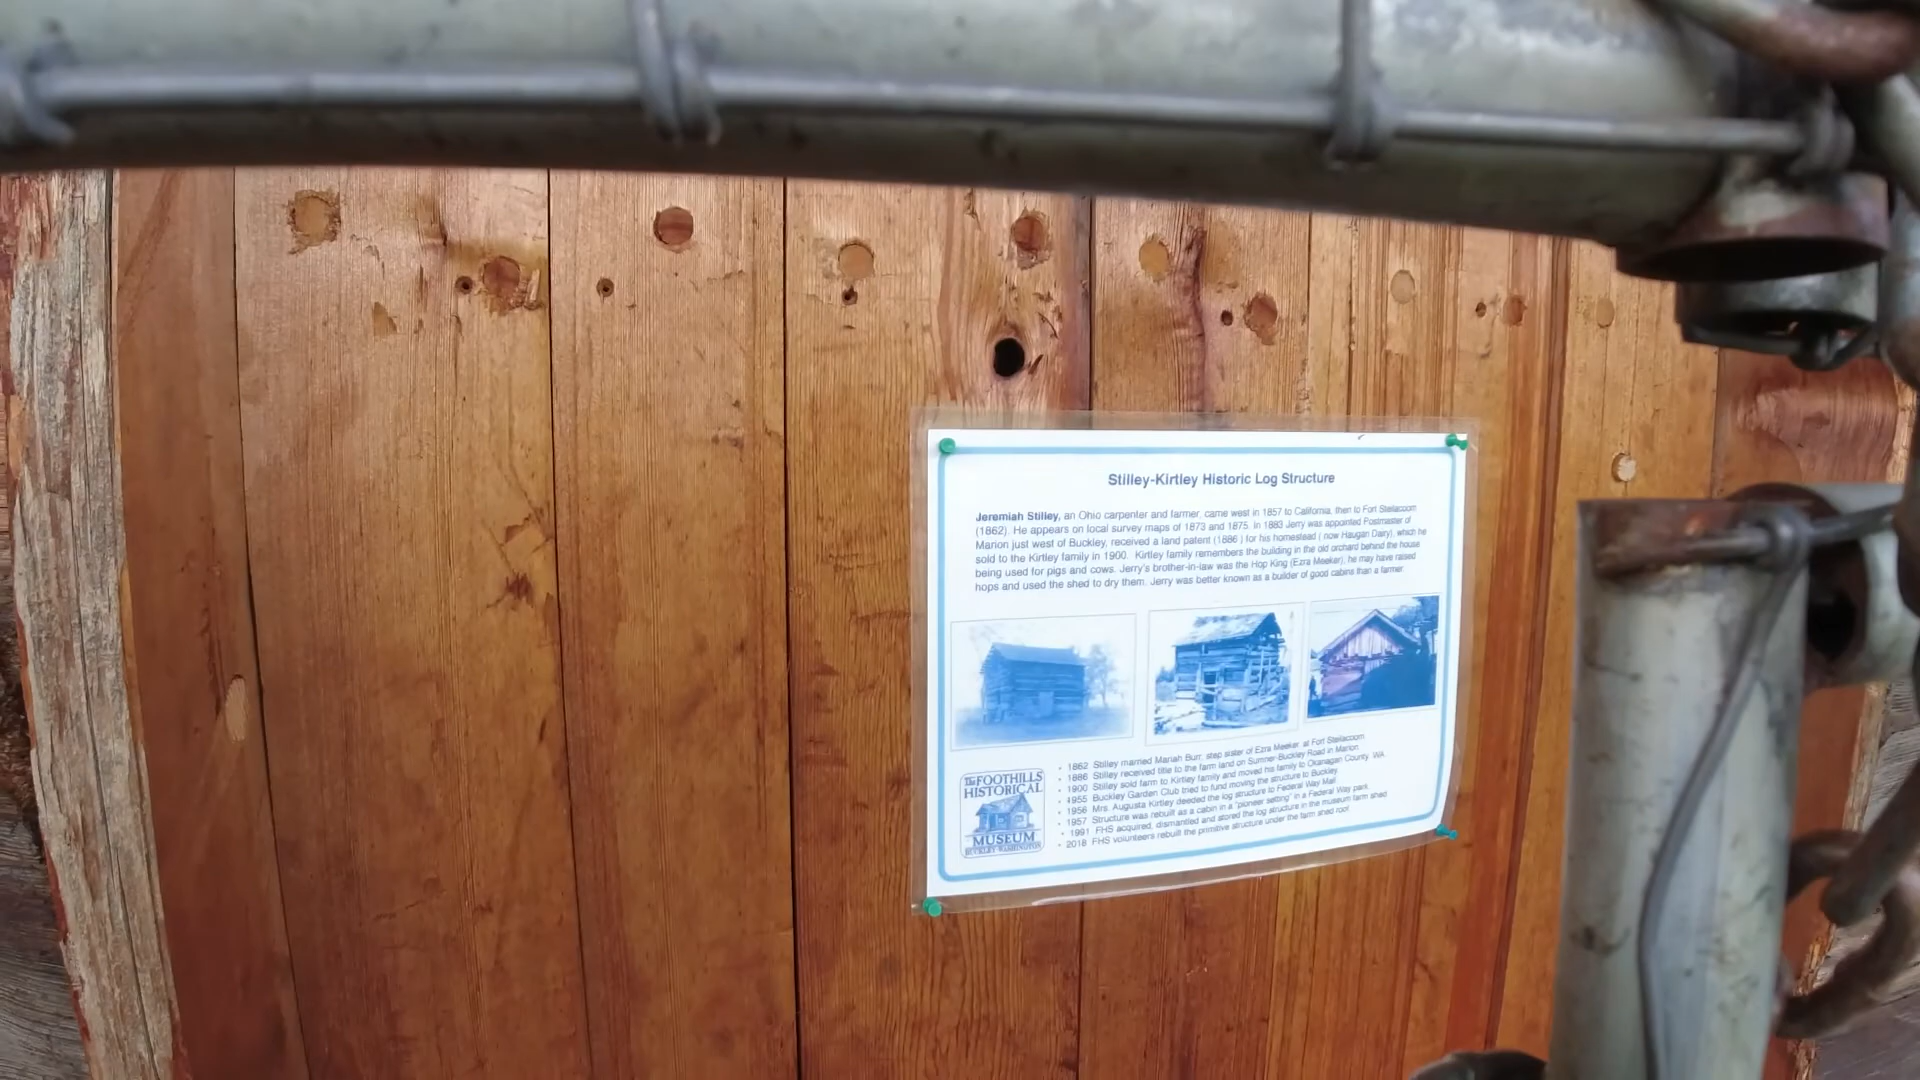 Stilley-Kirtley Historic Log Structure
Jeremiah Stilley, an Ohio carpenter and farmer, came west in 1857 to California, then to Fort Steilacoom
(1862). He appears on local survey maps of 1873 and 1875. In 1883 Jerry was appointed Postmaster of
Marion just west of Buckley, received a land patent (1886 ) for his homestead ( now Haugan Dairy), which he
sold to the Kirtley family in 1900. Kirtley family remembers the building in the old orchard behind the house
being used for pigs and cows. Jerry's brother-in-law was the Hop King (Ezra Meeker), he may have raised
hops and used the shed to dry them. Jerry was better known as a builder of good cabins than a farmer.
• 1862 Stilley married Mariah Burr, step sister of Ezra Meeker, at Fort Steilacoom
• 1886 Stilley received title to the farm land on Sumner-Buckley Road in Marion.
• 1900 Stilley sold farm to Kirtley family and moved his family to Okanagan County, WA.
• 1955 Buckley Garden Club tried to fund moving the structure to Buckley.
• 1956 Mrs. Augusta Kirtley deeded the log structure to Federal Way Mall.
• 1957 Structure was rebuilt as a cabin in a "pioneer setting" in a Federal Way park.
• 1991 FHS acquired, dismantled and stored the log structure in the museum farm shed
• 2018 FHS volunteers rebuilt the primitive structure under the farm shed roof.
The FOOTHILLS
HISTORICAL
MUSEUM
BUCKLEY WASHINGTON